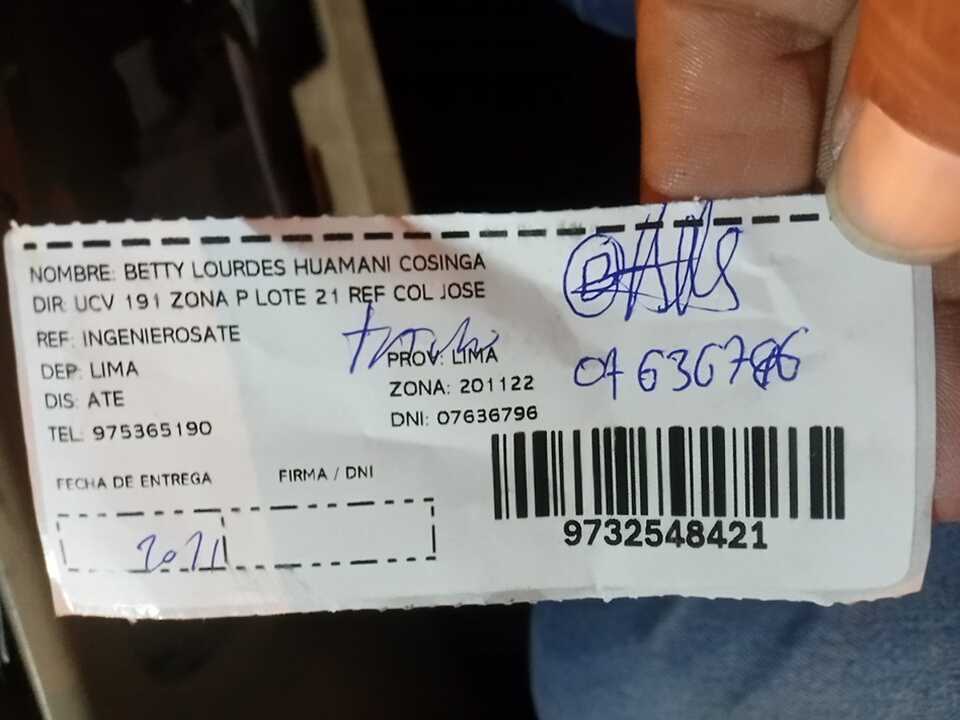 NOMBRE: BETTY LOURDES HUAMANI COSINGA
DIR: UCV 191 ZONA P LOTE 21 REF COL JOSE
REF: INGENIEROSATE
DEP: LIMA
PROV: LIMA
DIS: ATE
ZONA: 201122
TEL: 975365190
DNI: 07636796
07636796
FECHA DE ENTREGA
FIRMA / DNI
9732548421